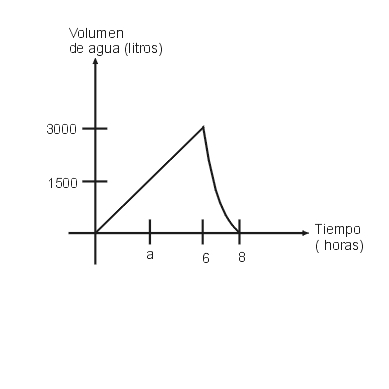 Volumen
de agua (litros)
3000
1500
a
6
8
Tiempo
( horas)